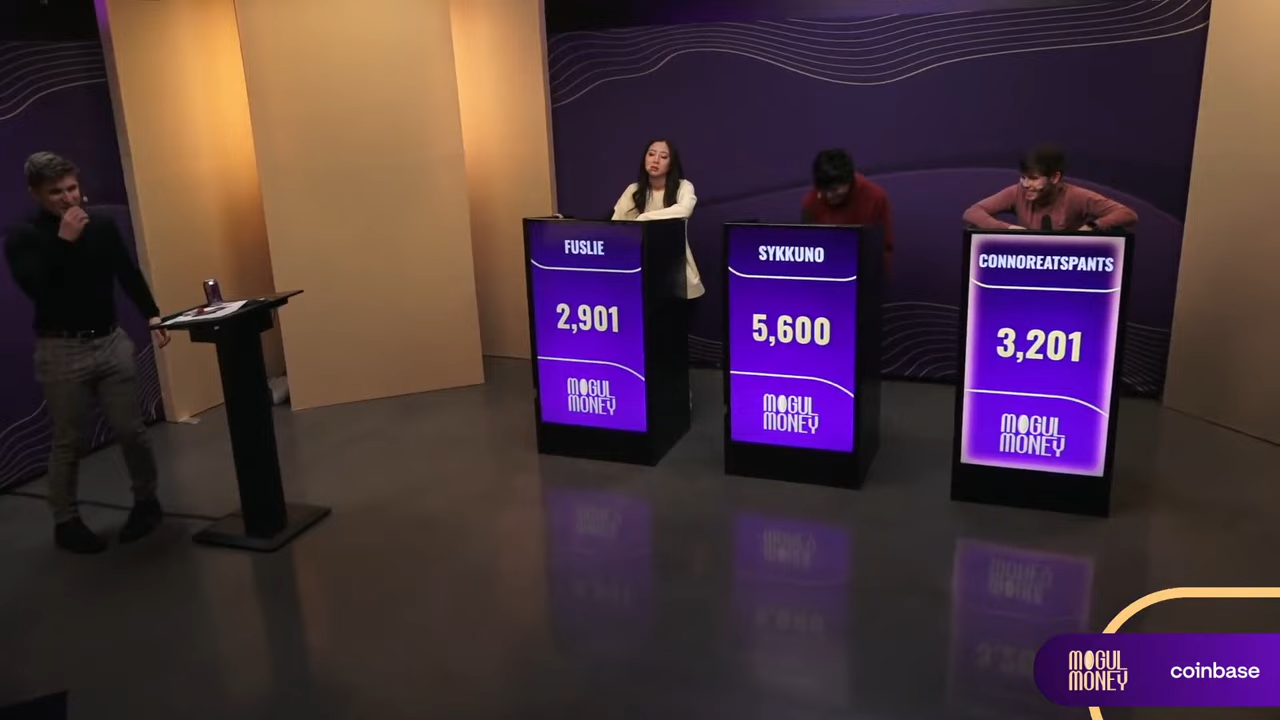 FUSLIE
2,901
MOGUL
MONEY
SYKKUNO
5,600
MOGUL
MONEY
CONNOREATSPANTS
3,201
MOGUL
MONEY
MOGUL
MONEY
coinbase